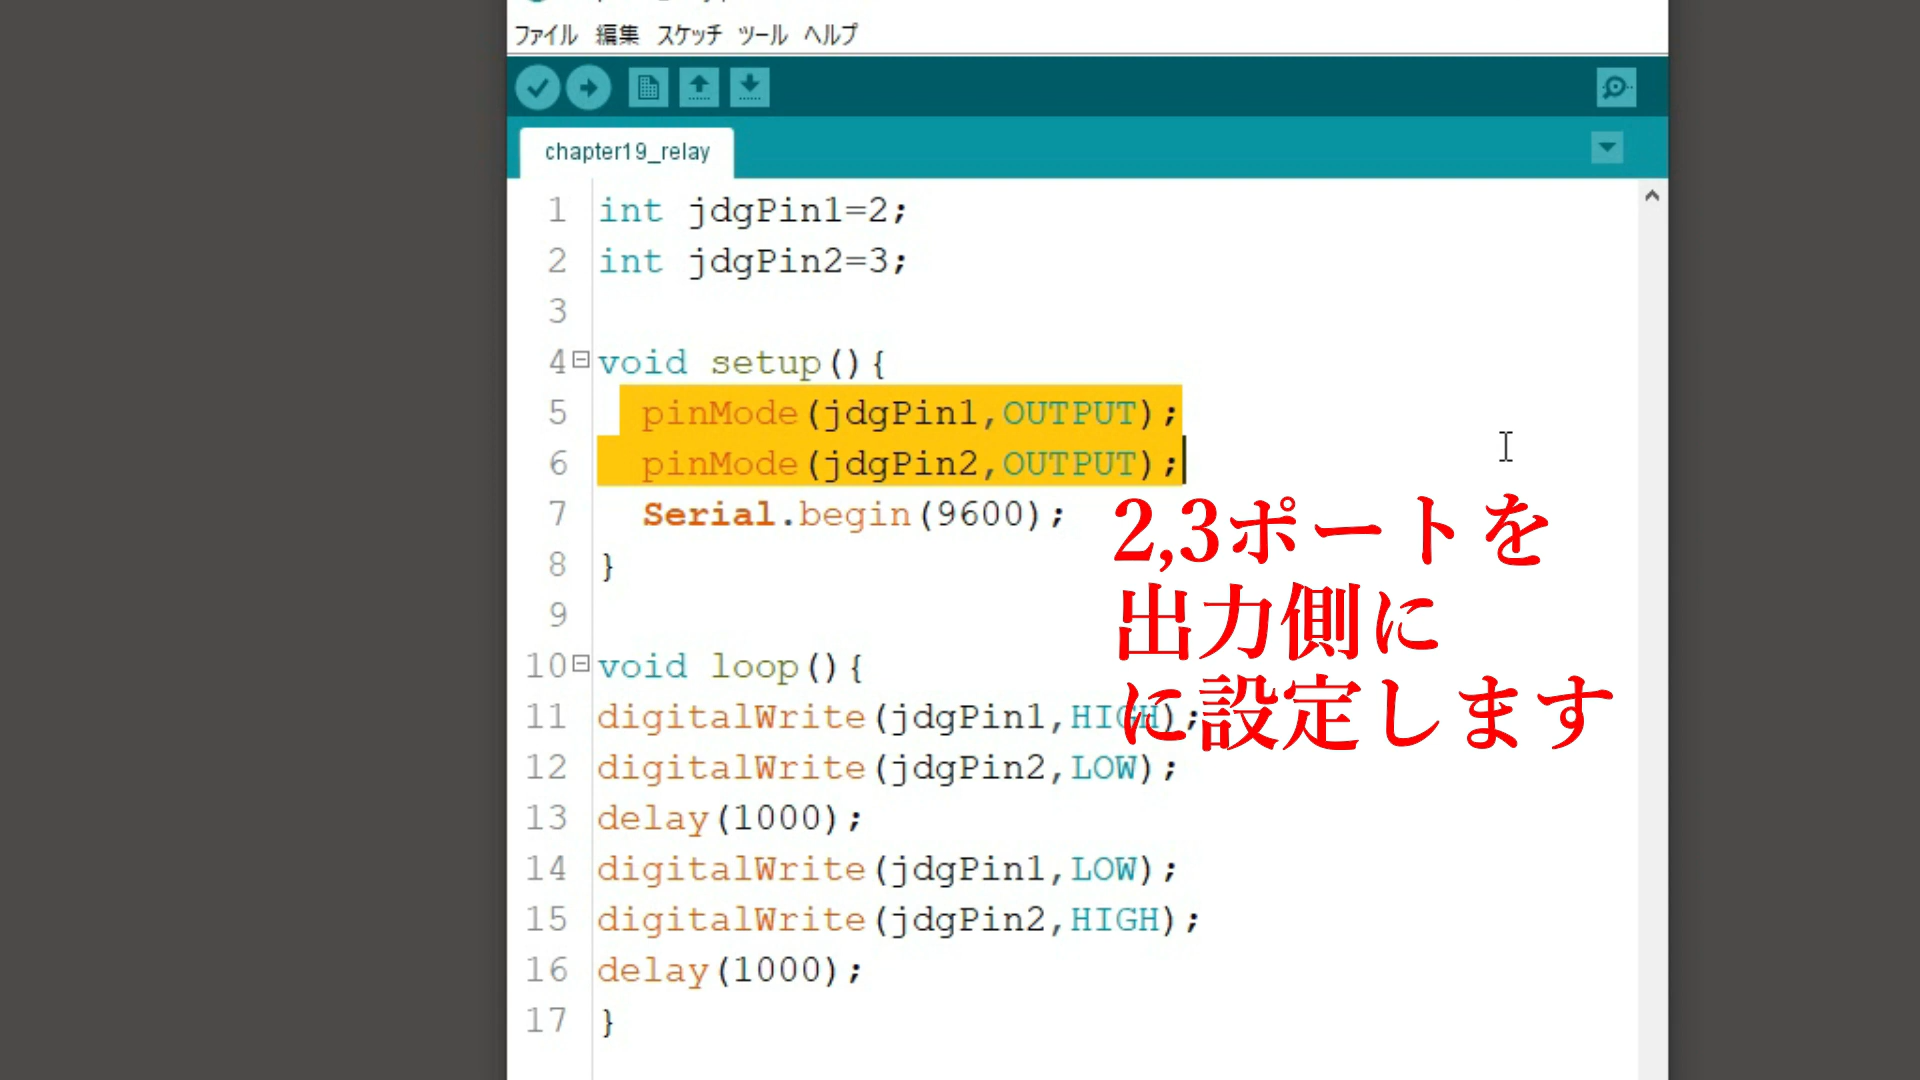 ファイル 編集 スケッチ ツール ヘルプ
chapter19_relay
1 int jdgPin1=2;
2 int jdgPin2=3;
3
4 void setup(){
5 pinMode(jdgPin1,OUTPUT);
6 pinMode(jdgPin2,OUTPUT);
7 Serial.begin(9600);
8 }
9
10 void loop(){
11 digitalWrite(jdgPin1,HIGH);
12 digitalWrite(jdgPin2,LOW);
13 delay(1000);
14 digitalWrite(jdgPin1,LOW);
15 digitalWrite(jdgPin2,HIGH);
16 delay(1000);
17 }
2,3ポートを
出力側に
に設定します